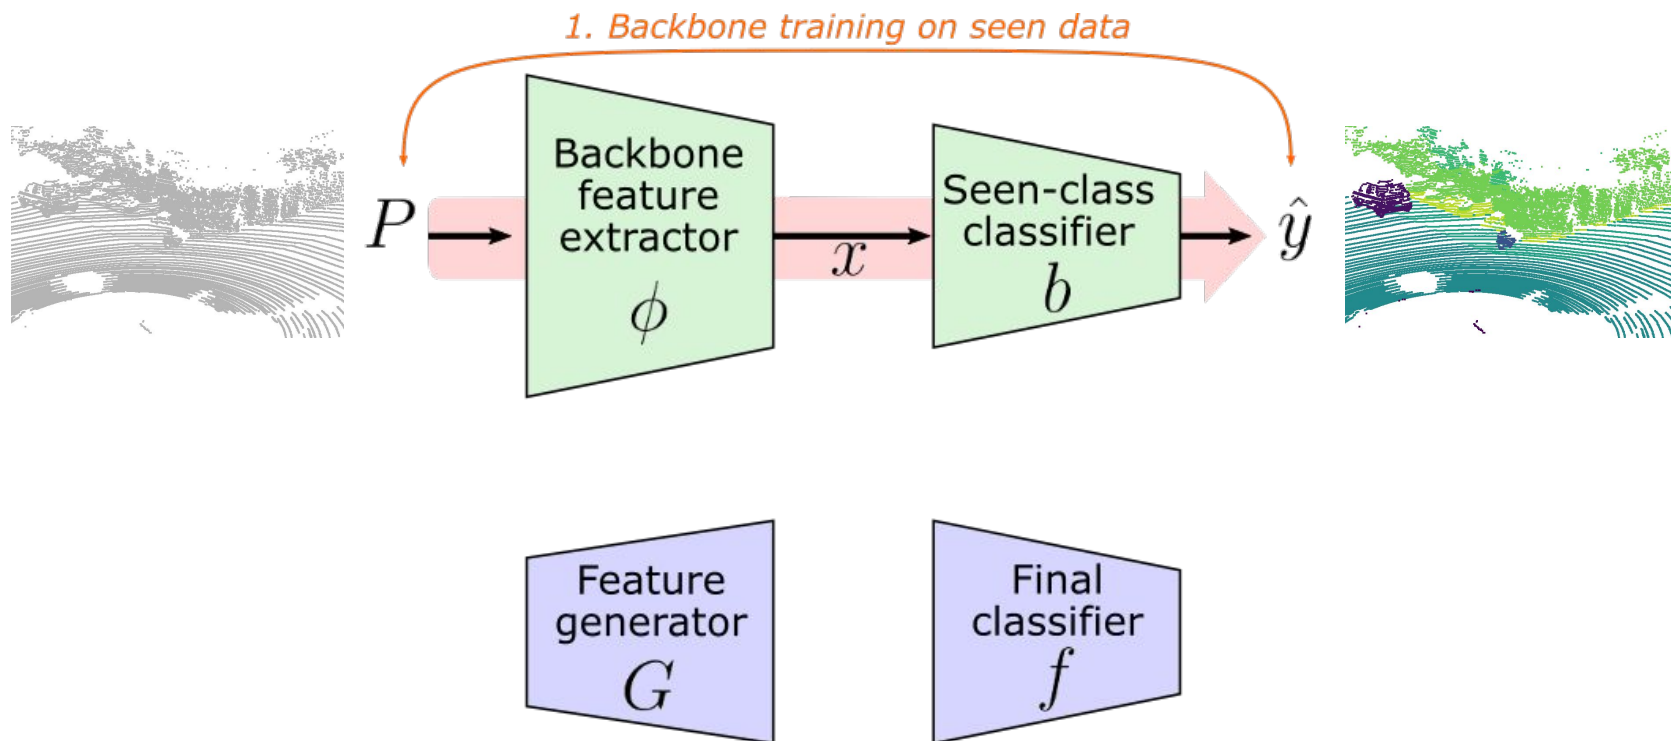 1. Backbone training on seen data
Backbone
feature
extractor
ϕ
Seen-class
classifier
b
P
x
ŷ
Feature
generator
G
Final
classifier
f